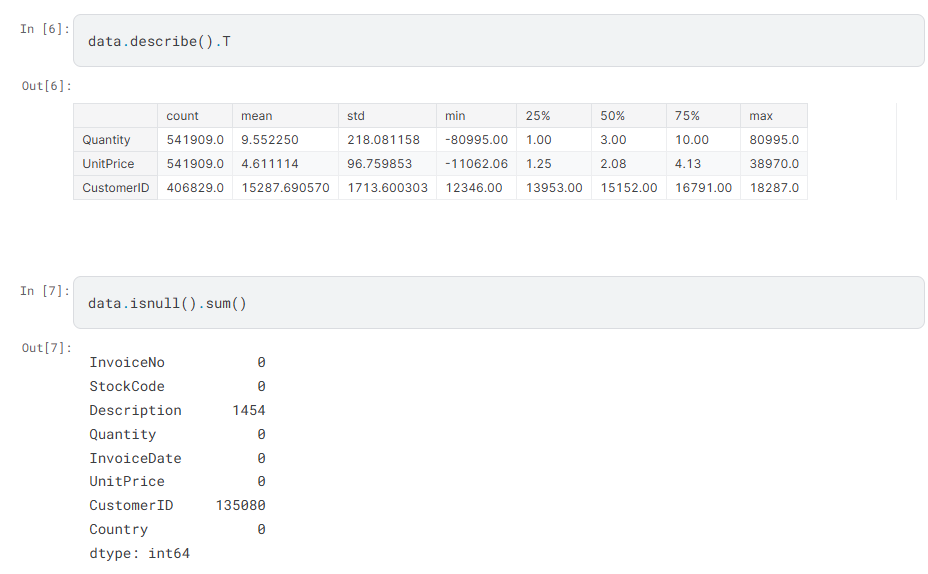 In [6]:
data.describe().T
Out[6]:
count mean std min 25% 50% 75% max
Quantity 541909.0 9.552250 218.081158 -80995.00 1.00 3.00 10.00 80995.0
UnitPrice 541909.0 4.611114 96.759853 -11062.06 1.25 2.08 4.13 38970.0
CustomerID 406829.0 15287.690570 1713.600303 12346.00 13953.00 15152.00 16791.00 18287.0
In [7]:
data.isnull().sum()
Out[7]:
InvoiceNo 0
StockCode 0
Description 1454
Quantity 0
InvoiceDate 0
UnitPrice 0
CustomerID 135080
Country 0
dtype: int64